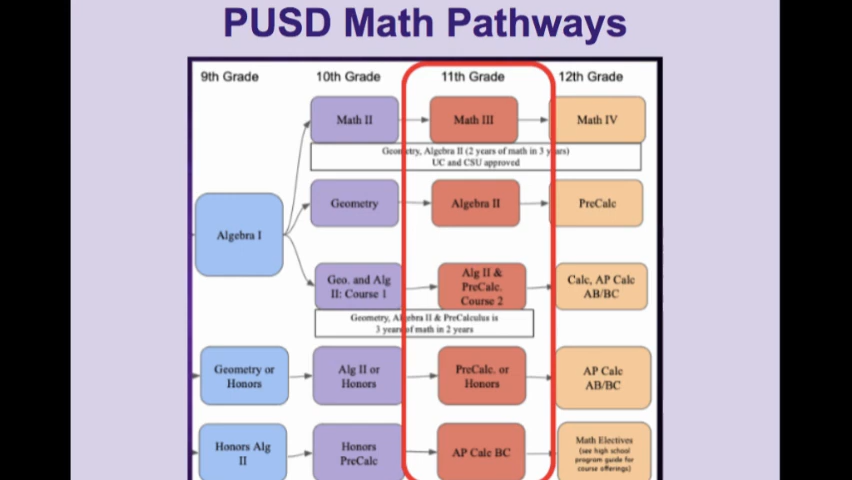 PUSD Math Pathways
9th Grade
10th Grade
11th Grade
12th Grade
Math II
Math III
Math IV
Geometry, Algebra II (2 years of math in 3 years)
UC and CSU approved
Algebra I
Geometry
Algebra II
PreCalc
Geo. and Alg
II: Course 1
Alg II &
PreCalc.
Course 2
Calc, AP Calc
AB/BC
Geometry, Algebra II & PreCalculus is
3 years of math in 2 years
Geometry or
Honors
Alg II or
Honors
PreCalc. or
Honors
AP Calc
AB/BC
Honors Alg
II
Honors
PreCalc
AP Calc BC
Math Electives
(see high school
program guide for
course offerings)